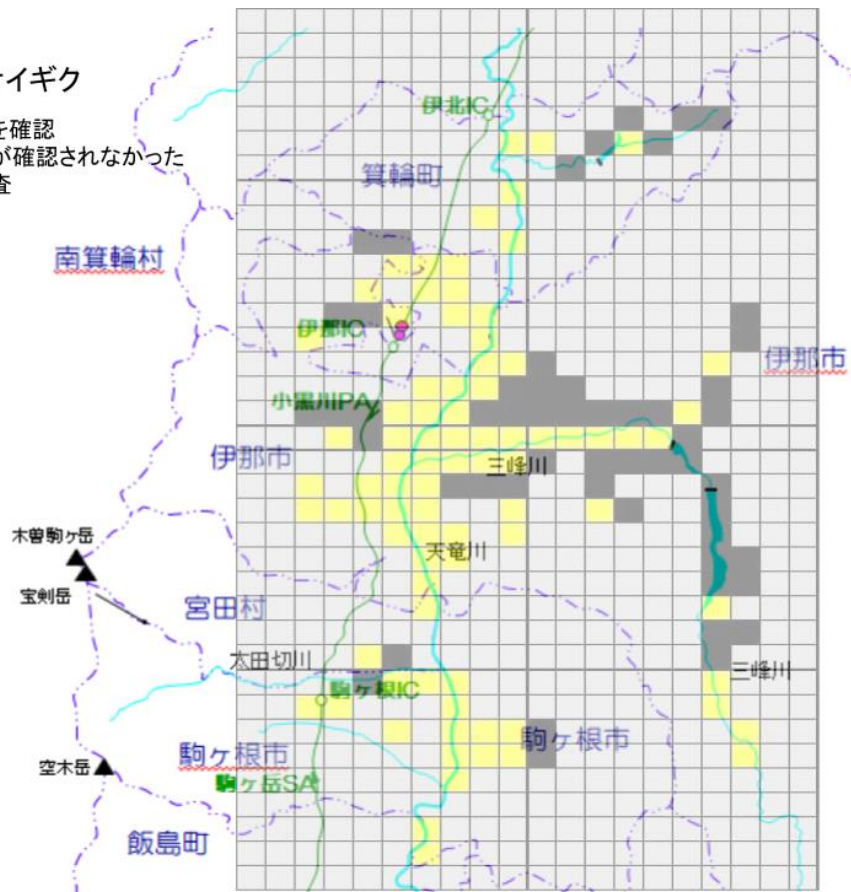 イギク
を確認
が確認されなかった
査
伊北IC
箕輪町
南箕輪村
伊那IC
伊那市
小黒川PA
伊那市
三峰川
木曽駒ヶ岳
天竜川
宝剣岳
宮田村
太田切川
三峰川
駒ヶ根IC
駒ヶ根市
駒ヶ根市
空木岳
駒ヶ岳SA
飯島町